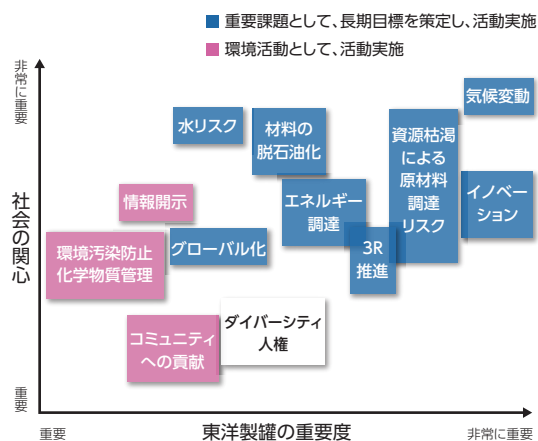 重要課題として、長期目標を策定し、活動実施
環境活動として、活動実施
非常に
重要
社会の関心
重要
気候変動
水リスク
材料の
脱石油化
資源枯渇
による
原材料
調達
リスク
イノベー
ション
情報開示
エネルギー
調達
グローバル化
3R
推進
環境汚染防止
化学物質管理
ダイバーシティ
人権
コミュニティ
への貢献
重要
東洋製罐の重要度
非常に重要